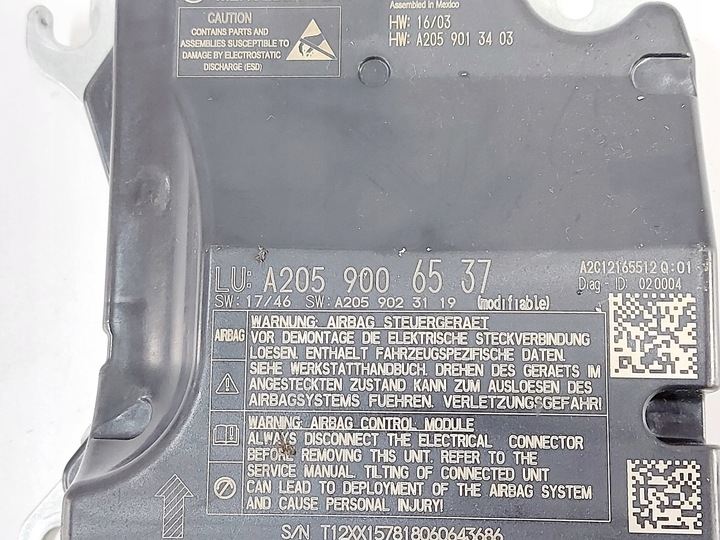 Assembled in Mexico
HW: 16/03
HW: A205 901 34 03
CAUTION
CONTAINS PARTS AND
ASSEMBLIES SUSCEPTIBLE TO
DAMAGE BY ELECTROSTATIC
DISCHARGE (ESD)
LU: A205 900 65 37
SW: 17/46 SW: A205 902 31 19 (modifiable)
A2C12165512 Q:01
Diag - ID: 020004
AIRBAG
WARNUNG: AIRBAG STEUERGERAET
VOR DEMONTAGE DIE ELEKTRISCHE STECKVERBINDUNG
LOESEN. ENTHAELT FAHRZEUGSPEZIFISCHE DATEN.
SIEHE WERKSTATTHANDBUCH. DREHEN DES GERAETS IM
ANGESTECKTEN ZUSTAND KANN ZUM AUSLOESEN DES
AIRBAGSYSTEMS FUEHREN. VERLETZUNGSGEFAHR!
WARNING: AIRBAG CONTROL MODULE
ALWAYS DISCONNECT THE ELECTRICAL CONNECTOR
BEFORE REMOVING THIS UNIT. REFER TO THE
SERVICE MANUAL. TILTING OF CONNECTED UNIT
CAN LEAD TO DEPLOYMENT OF THE AIRBAG SYSTEM
AND CAUSE PERSONAL INJURY!
S/N T12XX157818060643686